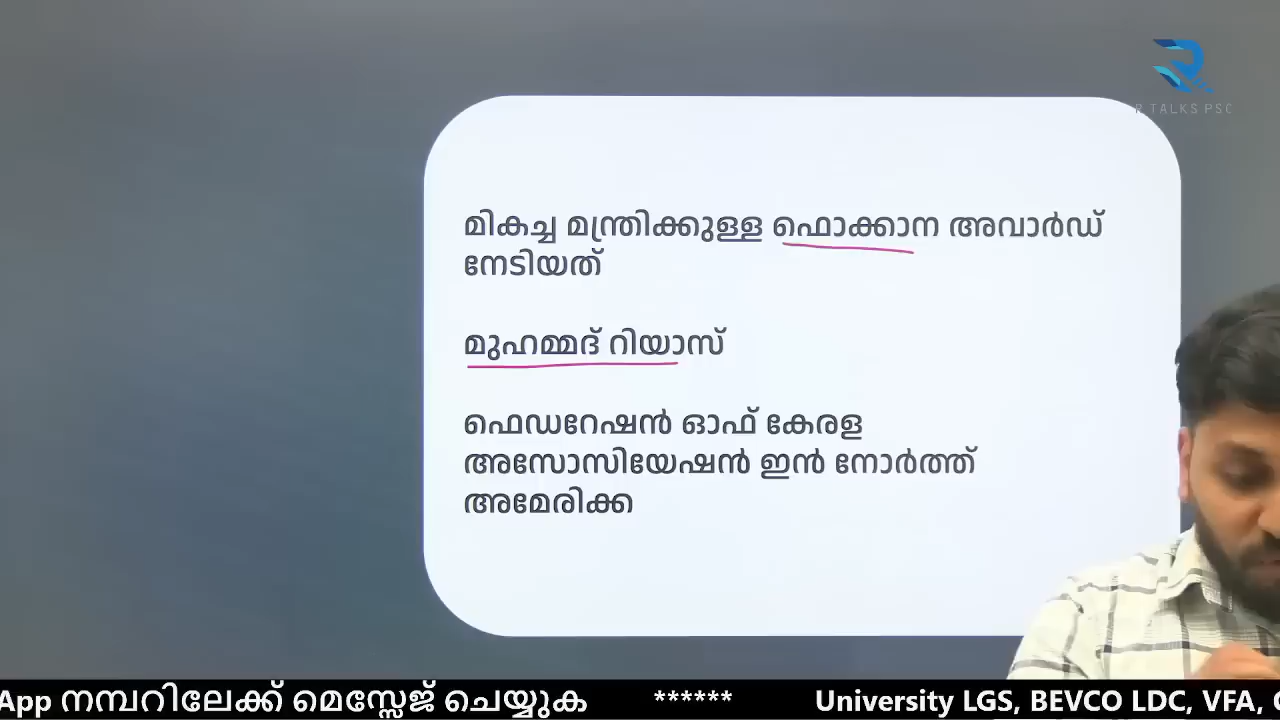 R TALKS PSC
മികച്ച മന്ത്രിക്കുള്ള ഫൊക്കാന അവാർഡ്
നേടിയത്
മുഹമ്മദ് റിയാസ്
ഫെഡറേഷൻ ഓഫ് കേരള
അസോസിയേഷൻ ഇൻ നോർത്ത്
അമേരിക്ക
App നമ്പറിലേക്ക് മെസ്സേജ് ചെയ്യുക ****** University LGS, BEVCO LDC, VFA,